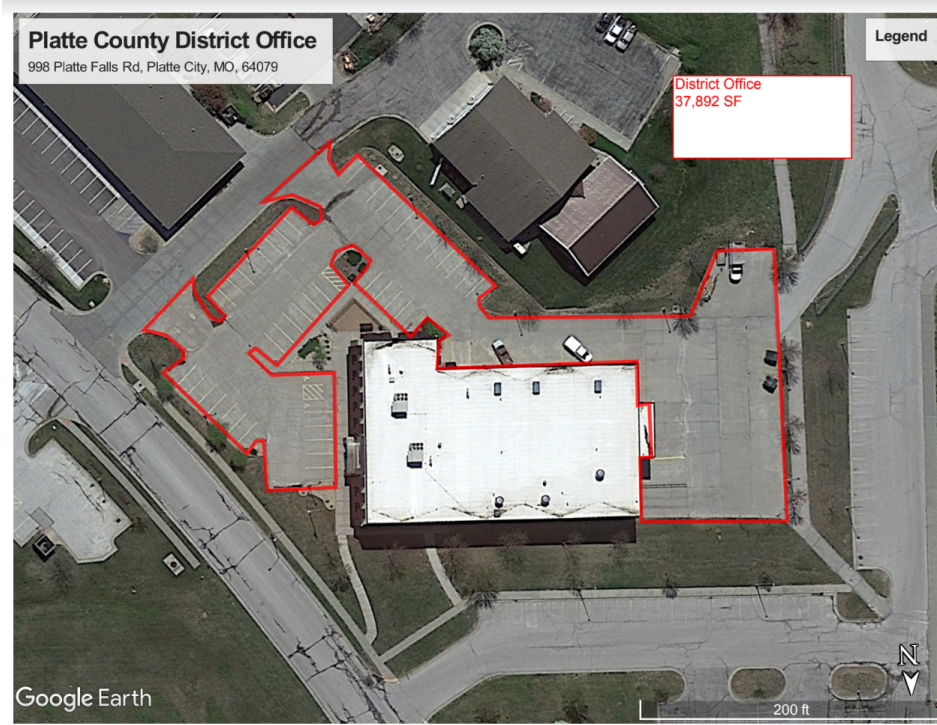 Platte County District Office
998 Platte Falls Rd, Platte City, MO, 64079
Legend
District Office
37,892 SF
N
Google Earth
200 ft